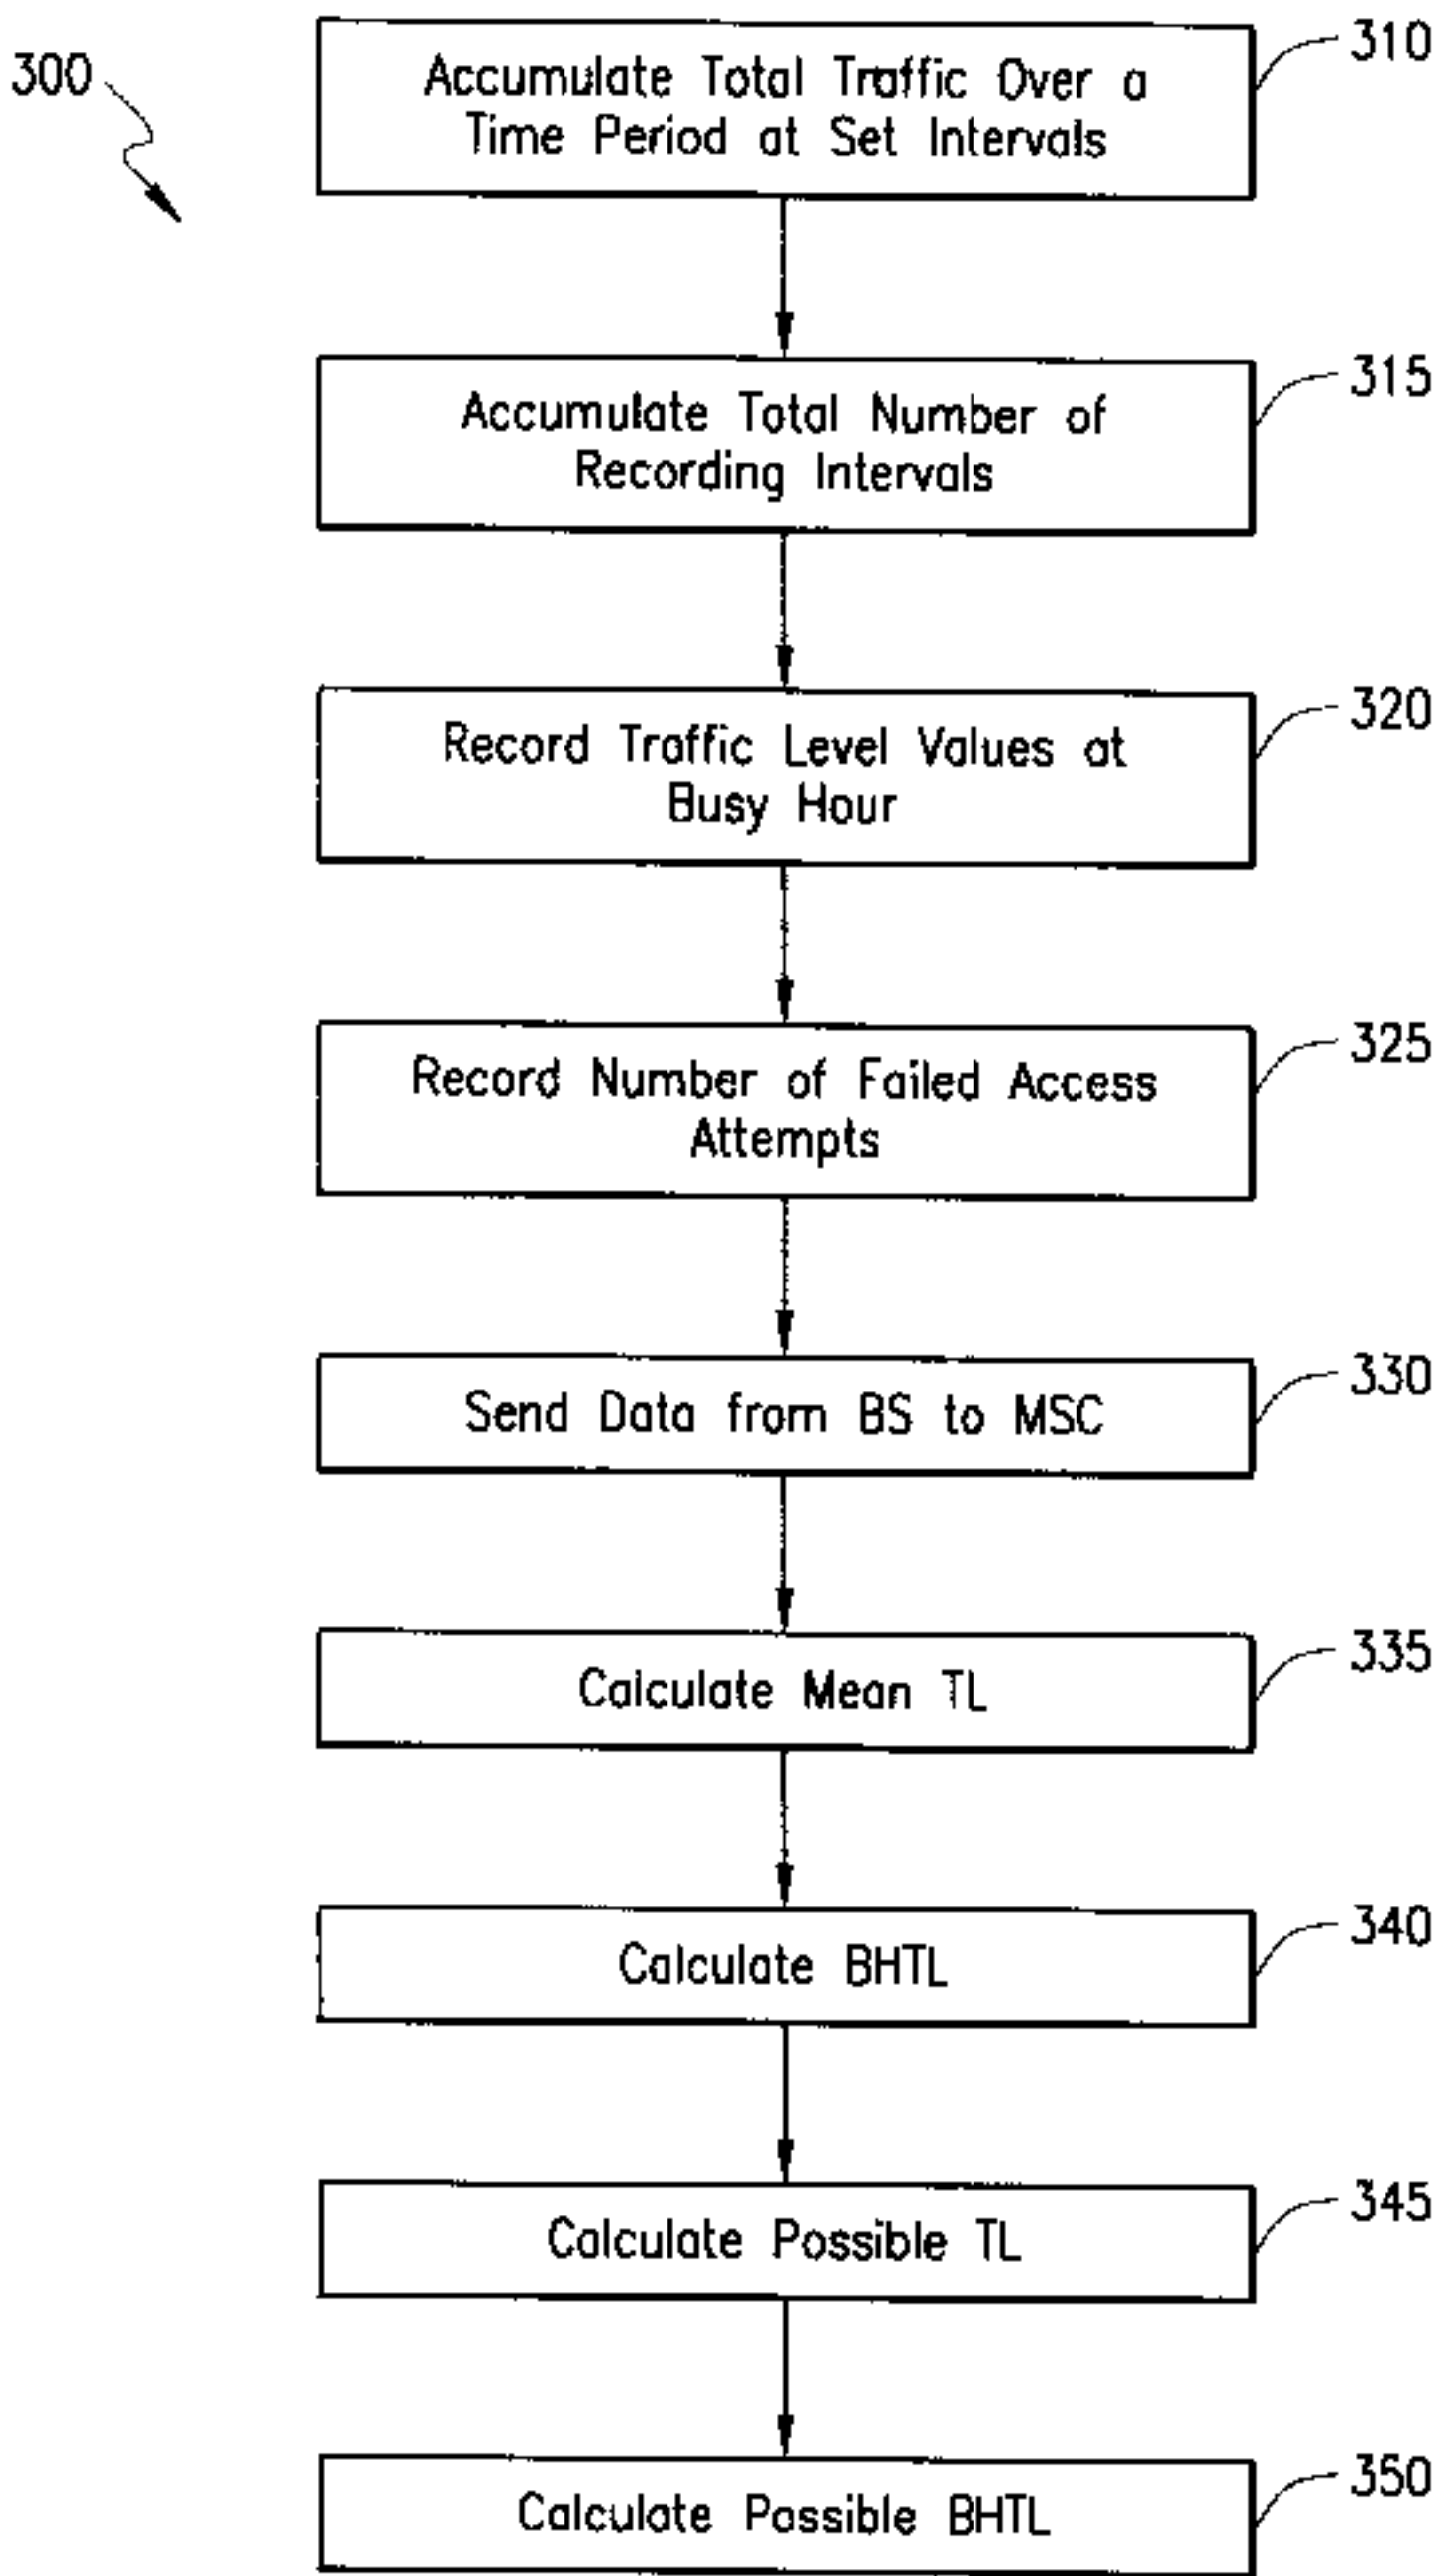 300
Accumulate Total Traffic Over a
Time Period at Set Intervals
310
Accumulate Total Number of
Recording Intervals
315
Record Traffic Level Values at
Busy Hour
320
Record Number of Failed Access
Attempts
325
Send Data from BS to MSC
330
Calculate Mean TL
335
Calculate BHTL
340
Calculate Possible TL
345
Calculate Possible BHTL
350